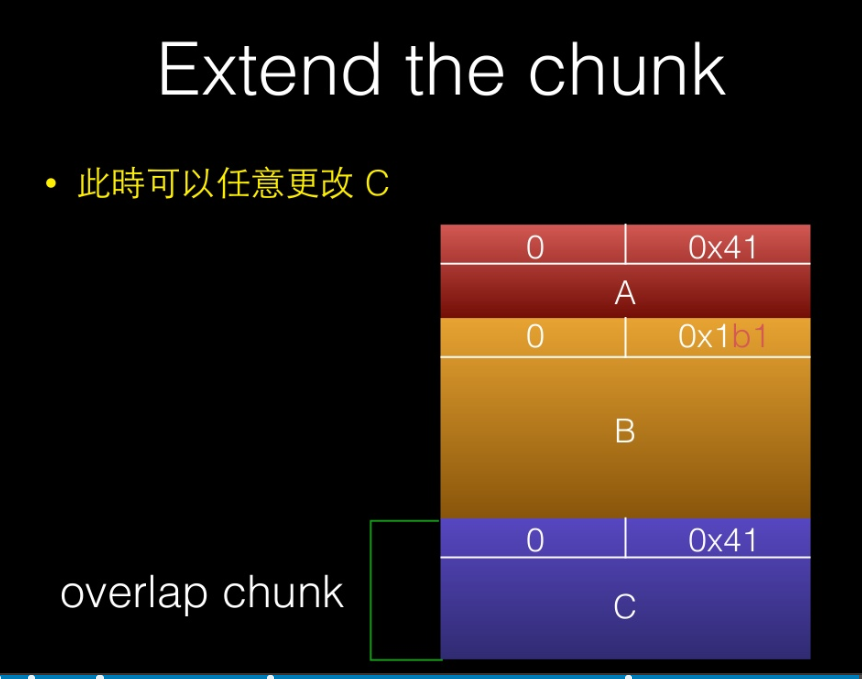 Extend the chunk
• 此時可以任意更改 C
0 0x41
A
0 0x1b1
B
0 0x41
overlap chunk
C